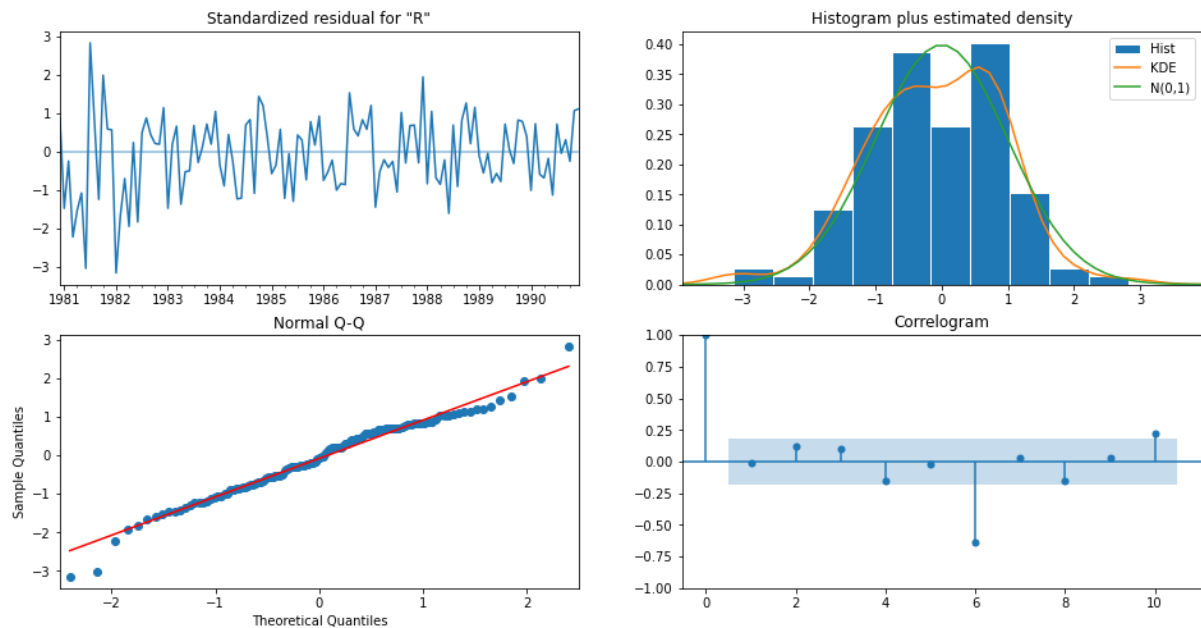 Standardized residual for "R"
3
2
1
0
−1
−2
−3
1981 1982 1983 1984 1985 1986 1987 1988 1989 1990
Histogram plus estimated density
0.40
0.35
0.30
0.25
0.20
0.15
0.10
0.05
0.00
Hist
KDE
N(0,1)
−3 −2 −1 0 1 2 3
Normal Q-Q
Sample Quantiles
3
2
1
0
−1
−2
−3
−2 −1 0 1 2
Theoretical Quantiles
Correlogram
1.00
0.75
0.50
0.25
0.00
−0.25
−0.50
−0.75
−1.00
0 2 4 6 8 10